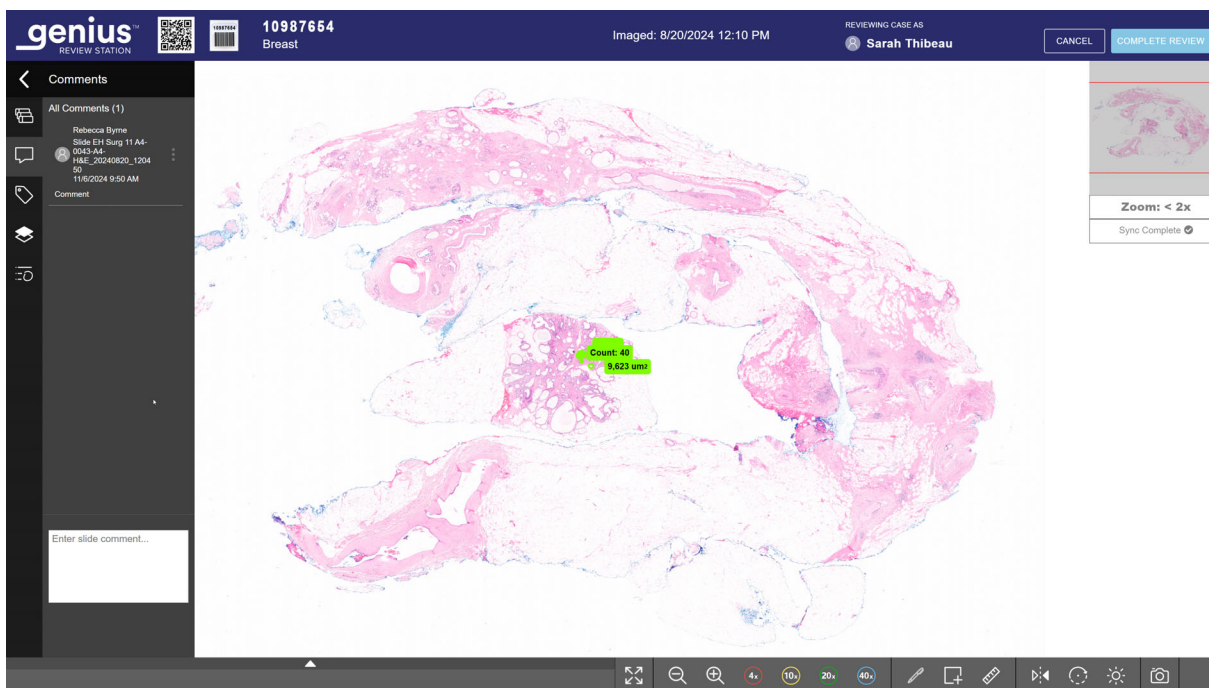 genius™
REVIEW STATION
10987654
10987654
Breast
Imaged: 8/20/2024 12:10 PM
REVIEWING CASE AS
Sarah Thibeau
CANCEL
COMPLETE REVIEW
Comments
All Comments (1)
Rebecca Byrne
Slide EH Surg 11 A4-
0043-A4-
H&E_20240820_1204
50
11/6/2024 9:50 AM
Comment
Enter slide comment...
Count: 40
9,623 um2
Zoom: < 2x
Sync Complete
4x
10x
20x
40x